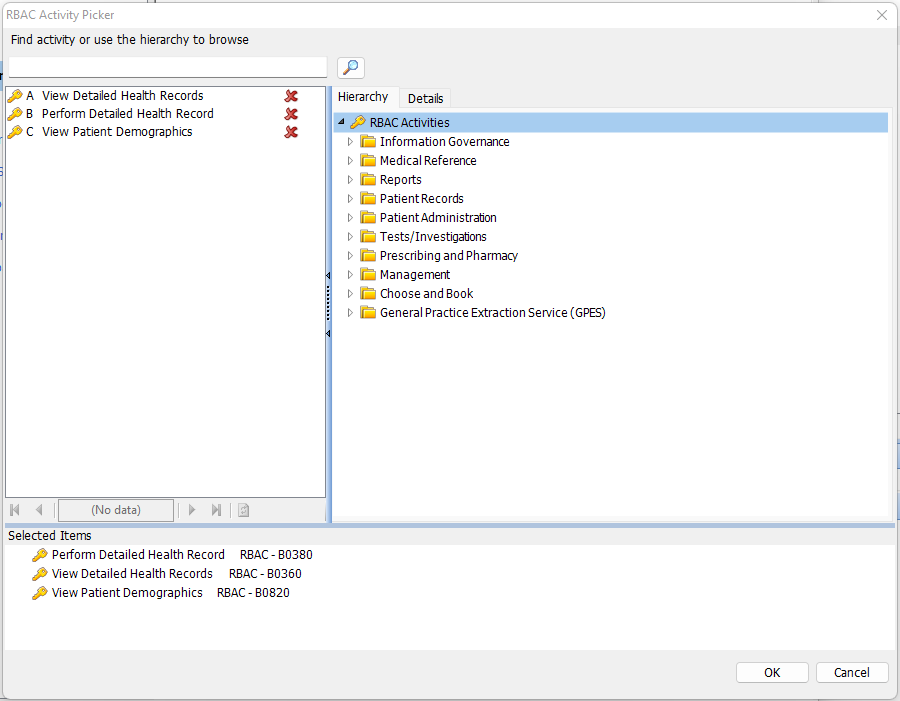 RBAC Activity Picker
Find activity or use the hierarchy to browse
A View Detailed Health Records
B Perform Detailed Health Record
C View Patient Demographics
Hierarchy Details
RBAC Activities
Information Governance
Medical Reference
Reports
Patient Records
Patient Administration
Tests/Investigations
Prescribing and Pharmacy
Management
Choose and Book
General Practice Extraction Service (GPES)
(No data)
Selected Items
Perform Detailed Health Record RBAC - B0380
View Detailed Health Records RBAC - B0360
View Patient Demographics RBAC - B0820
OK Cancel